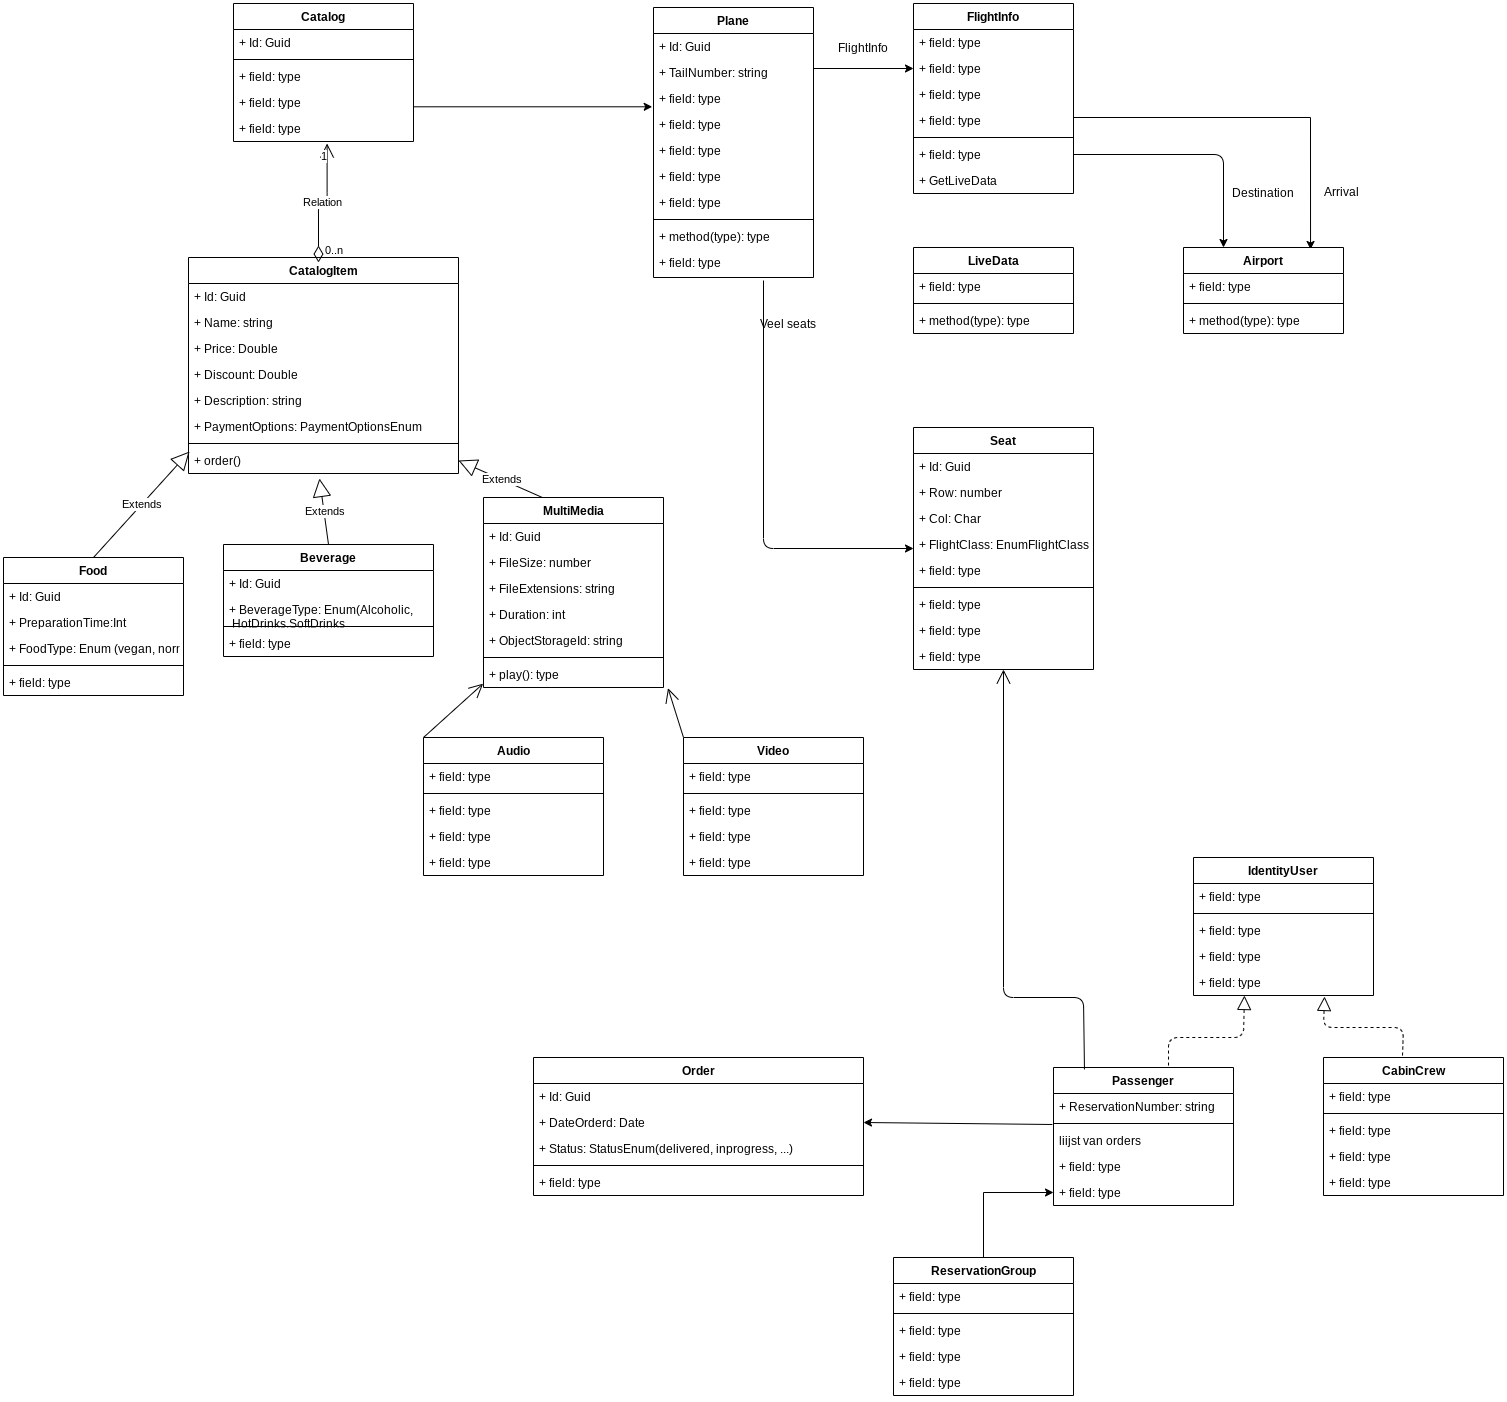 Catalog
+ Id: Guid
+ field: type
+ field: type
+ field: type
1
Relation
0..n
Plane
+ Id: Guid
+ TailNumber: string
+ field: type
+ field: type
+ field: type
+ field: type
+ field: type
+ method(type): type
+ field: type
FlightInfo
FlightInfo
+ field: type
+ field: type
+ field: type
+ field: type
+ field: type
+ GetLiveData
Destination
Arrival
LiveData
+ field: type
+ method(type): type
Airport
+ field: type
+ method(type): type
Veel seats
CatalogItem
+ Id: Guid
+ Name: string
+ Price: Double
+ Discount: Double
+ Description: string
+ PaymentOptions: PaymentOptionsEnum
+ order()
Extends
Extends
Extends
Food
+ Id: Guid
+ PreparationTime:Int
+ FoodType: Enum (vegan, norr
+ field: type
Beverage
+ Id: Guid
+ BeverageType: Enum(Alcoholic,
HotDrinks.SoftDrinks
+ field: type
MultiMedia
+ Id: Guid
+ FileSize: number
+ FileExtensions: string
+ Duration: int
+ ObjectStorageId: string
+ play(): type
Seat
+ Id: Guid
+ Row: number
+ Col: Char
+ FlightClass: EnumFlightClass
+ field: type
+ field: type
+ field: type
+ field: type
Audio
+ field: type
+ field: type
+ field: type
+ field: type
Video
+ field: type
+ field: type
+ field: type
+ field: type
IdentityUser
+ field: type
+ field: type
+ field: type
+ field: type
Order
+ Id: Guid
+ DateOrderd: Date
+ Status: StatusEnum(delivered, inprogress, ...)
+ field: type
Passenger
+ ReservationNumber: string
liijst van orders
+ field: type
+ field: type
CabinCrew
+ field: type
+ field: type
+ field: type
+ field: type
ReservationGroup
+ field: type
+ field: type
+ field: type
+ field: type